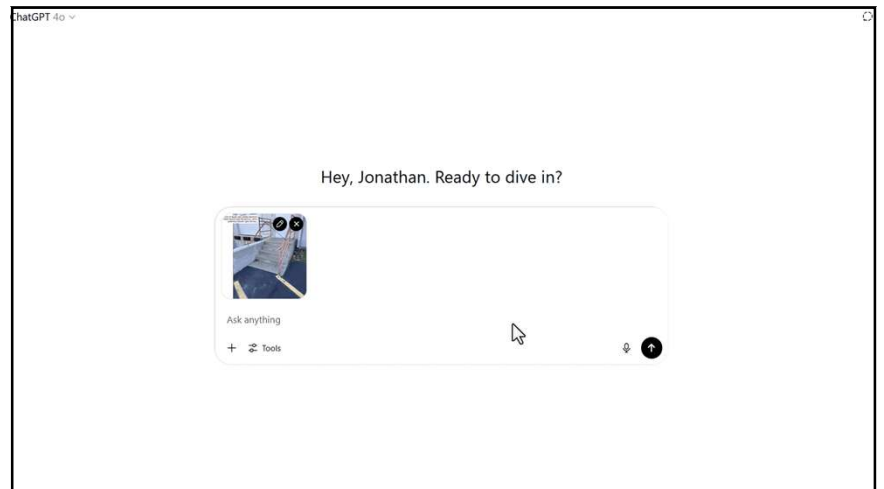 ChatGPT 4o
Hey, Jonathan. Ready to dive in?
Ask anything
Tools